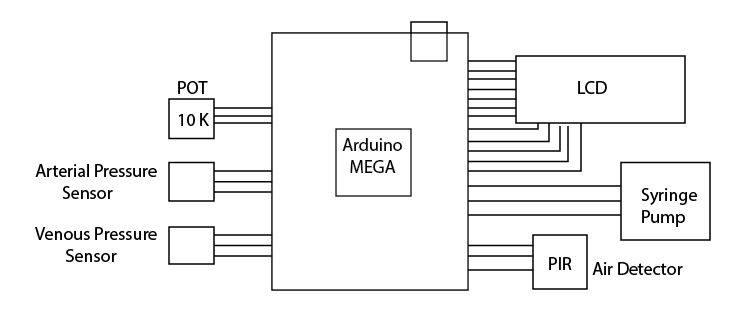 POT
10 K
Arterial Pressure
Sensor
Venous Pressure
Sensor
Arduino
MEGA
LCD
Syringe
Pump
PIR
Air Detector